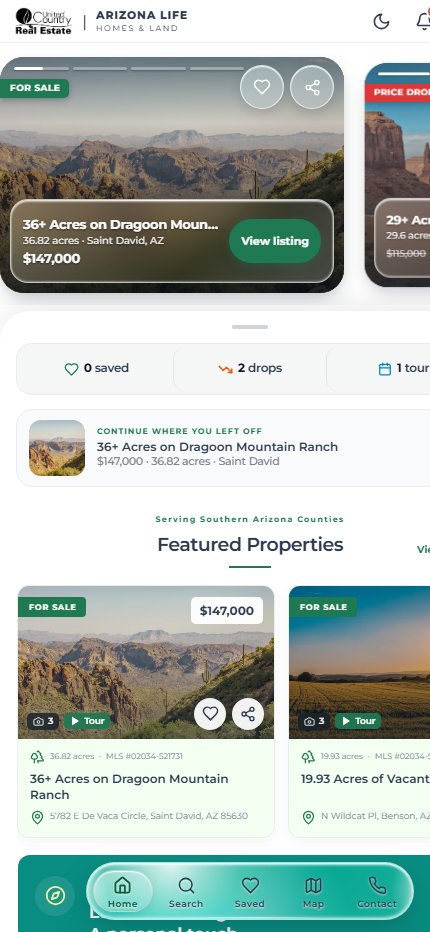 United
Country
Real Estate
ARIZONA LIFE
HOMES & LAND
FOR SALE
PRICE DROP
36+ Acres on Dragoon Moun...
36.82 acres · Saint David, AZ
$147,000
View listing
29+ Acr
29.6 acres
$115,000
0 saved
2 drops
1 tour
CONTINUE WHERE YOU LEFT OFF
36+ Acres on Dragoon Mountain Ranch
$147,000 · 36.82 acres · Saint David
Serving Southern Arizona Counties
Featured Properties
Vie
FOR SALE
$147,000
3
Tour
36.82 acres · MLS #02034-521731
36+ Acres on Dragoon Mountain
Ranch
5782 E De Vaca Circle, Saint David, AZ 85630
FOR SALE
3
Tour
19.93 acres · MLS #02034-5
19.93 Acres of Vacant
N Wildcat Pl, Benson, AZ
Home
Search
Saved
Map
Contact
A personal touch